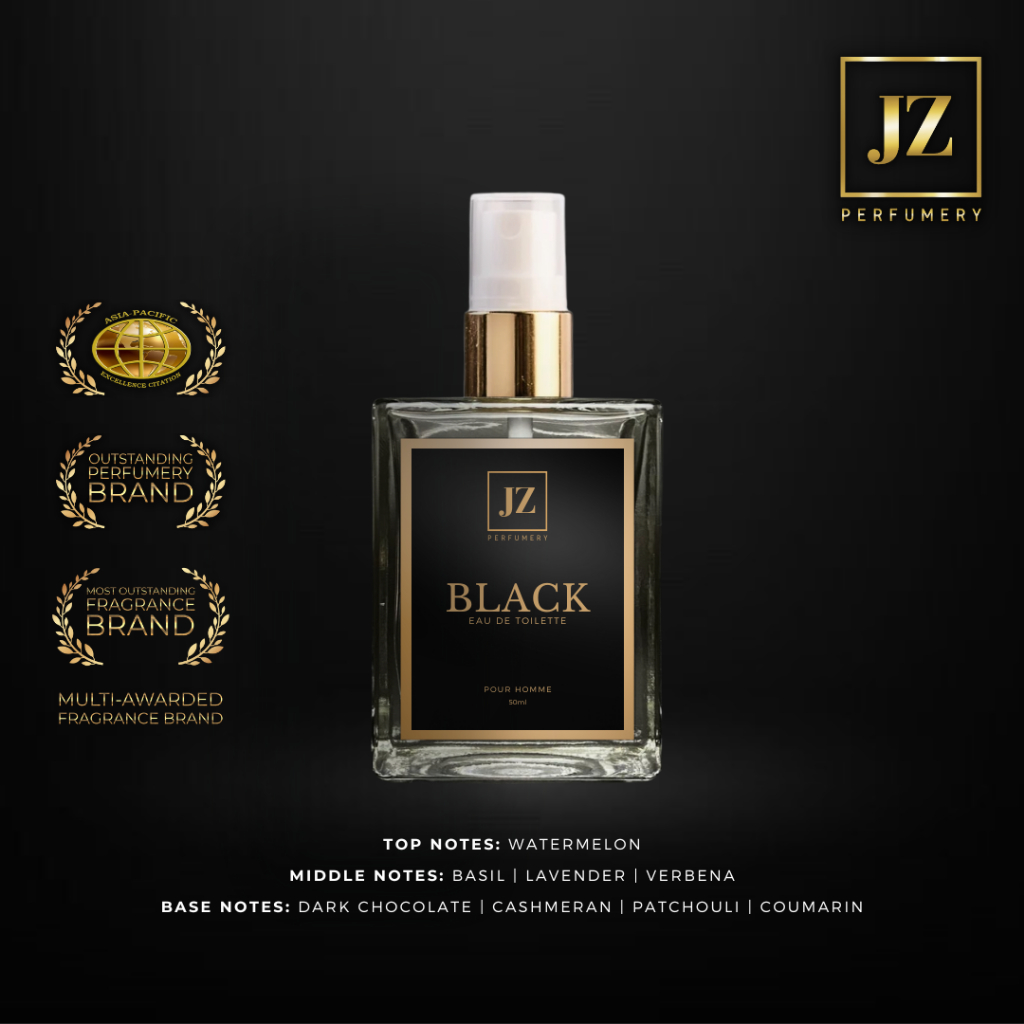 JZ
PERFUMERY
ASIA-PACIFIC
EXCELLENCE CITATION
OUTSTANDING
PERFUMERY
BRAND
MOST OUTSTANDING
FRAGRANCE
BRAND
MULTI-AWARDED
FRAGRANCE BRAND
JZ
PERFUMERY
BLACK
EAU DE TOILETTE
POUR HOMME
50ml
TOP NOTES: WATERMELON
MIDDLE NOTES: BASIL | LAVENDER | VERBENA
BASE NOTES: DARK CHOCOLATE | CASHMERAN | PATCHOULI | COUMARIN